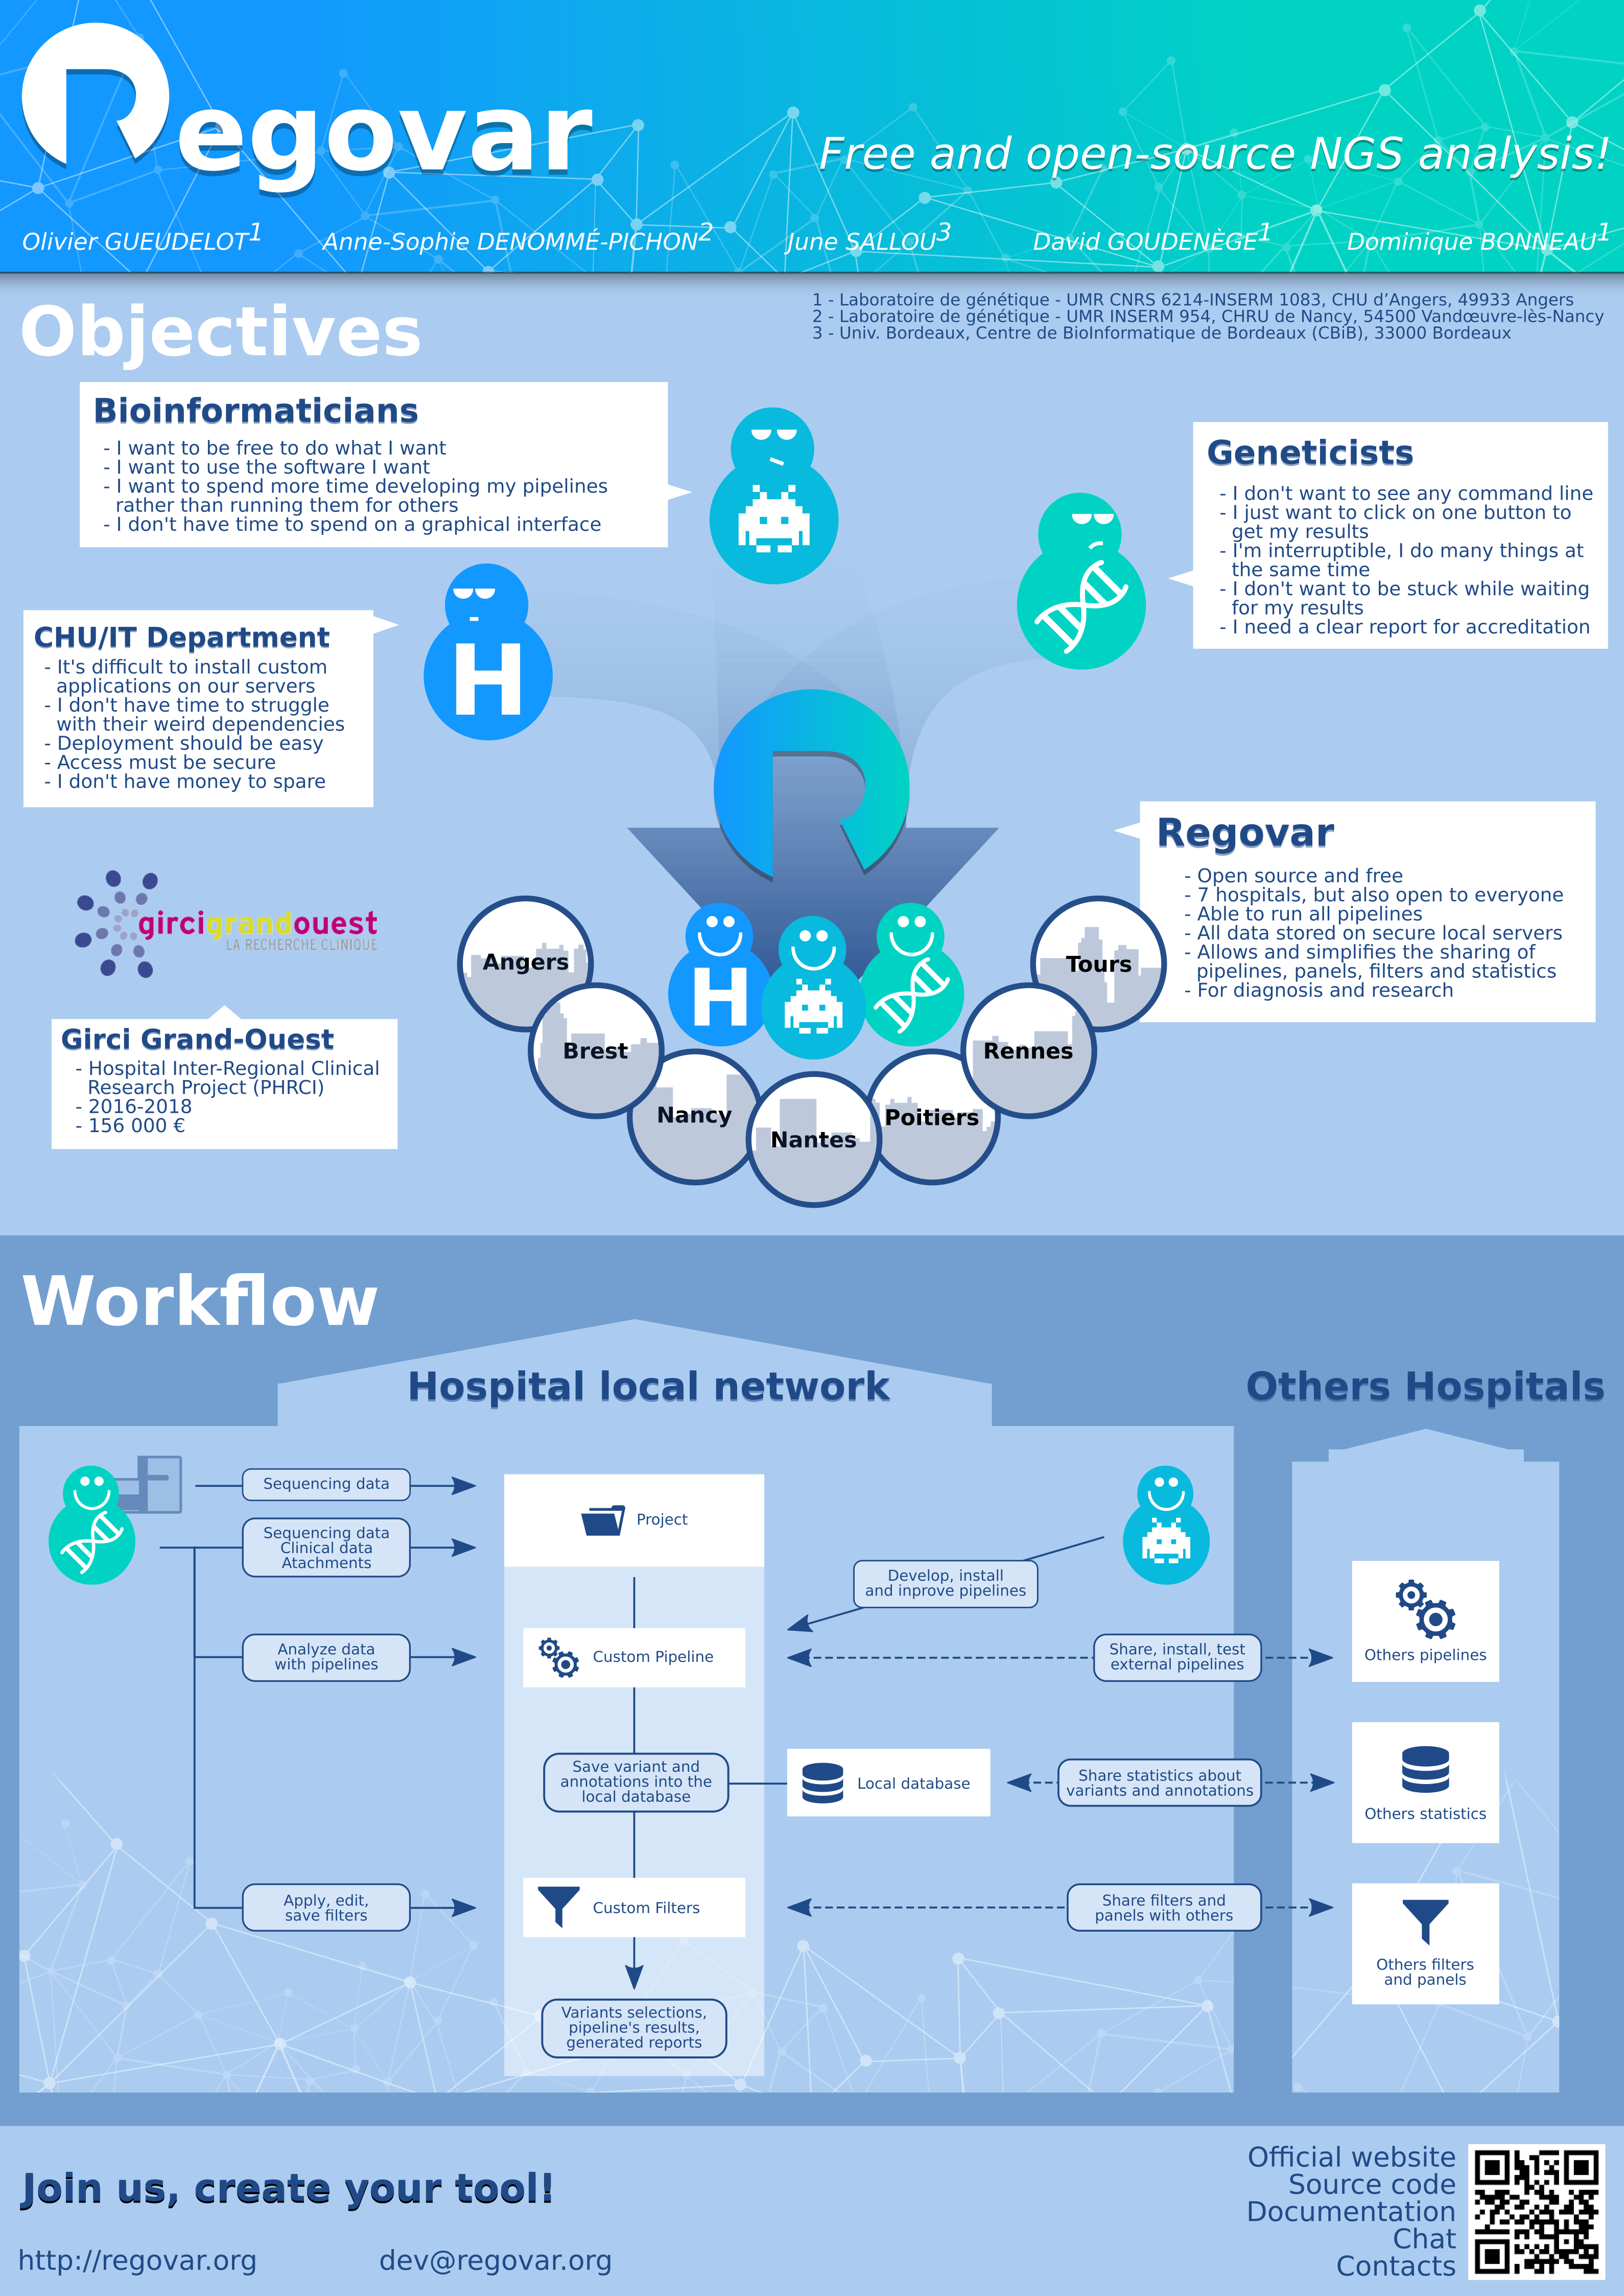 Regovar
Free and open-source NGS analysis!
Olivier GUEUDELOT1 Anne-Sophie DENOMMÉ-PICHON2 June SALLOU3 David GOUDENÈGE1 Dominique BONNEAU1
1 - Laboratoire de génétique - UMR CNRS 6214-INSERM 1083, CHU d’Angers, 49933 Angers
2 - Laboratoire de génétique - UMR INSERM 954, CHRU de Nancy, 54500 Vandœuvre-lès-Nancy
3 - Univ. Bordeaux, Centre de BioInformatique de Bordeaux (CBiB), 33000 Bordeaux
Objectives
Bioinformaticians
- I want to be free to do what I want
- I want to use the software I want
- I want to spend more time developing my pipelines
rather than running them for others
- I don't have time to spend on a graphical interface
Geneticists
- I don't want to see any command line
- I just want to click on one button to
get my results
- I'm interruptible, I do many things at
the same time
- I don't want to be stuck while waiting
for my results
- I need a clear report for accreditation
CHU/IT Department
- It's difficult to install custom
applications on our servers
- I don't have time to struggle
with their weird dependencies
- Deployment should be easy
- Access must be secure
- I don't have money to spare
H
Regovar
- Open source and free
- 7 hospitals, but also open to everyone
- Able to run all pipelines
- All data stored on secure local servers
- Allows and simplifies the sharing of
pipelines, panels, filters and statistics
- For diagnosis and research
gircigrandouest
LA RECHERCHE CLINIQUE
Girci Grand-Ouest
- Hospital Inter-Regional Clinical
Research Project (PHRCI)
- 2016-2018
- 156 000 €
H
Angers
Brest
Nancy
Nantes
Poitiers
Rennes
Tours
Workflow
Hospital local network
Others Hospitals
Sequencing data
Sequencing data
Clinical data
Atachments
Project
Develop, install
and inprove pipelines
Analyze data
with pipelines
Custom Pipeline
Share, install, test
external pipelines
Others pipelines
Save variant and
annotations into the
local database
Local database
Share statistics about
variants and annotations
Others statistics
Apply, edit,
save filters
Custom Filters
Share filters and
panels with others
Others filters
and panels
Variants selections,
pipeline's results,
generated reports
Join us, create your tool!
http://regovar.org
dev@regovar.org
Official website
Source code
Documentation
Chat
Contacts